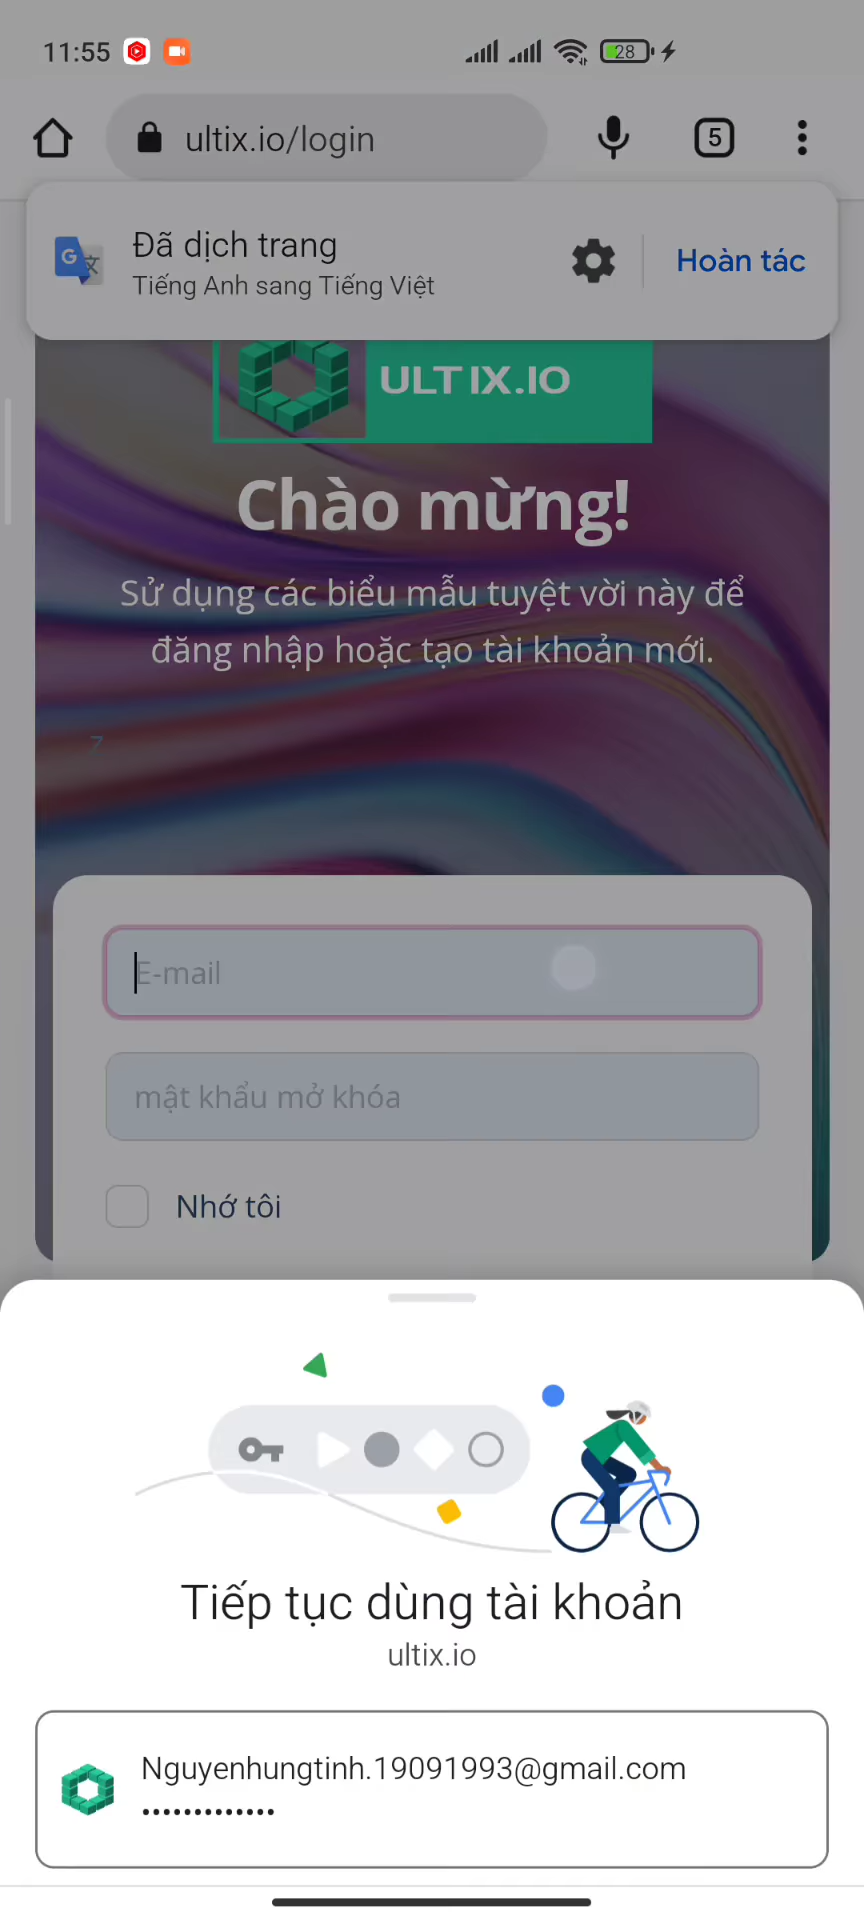 11:55
28
ultix.io/login
5
Đã dịch trang
Tiếng Anh sang Tiếng Việt
Hoàn tác
ULTIX.IO
Chào mừng!
Sử dụng các biểu mẫu tuyệt vời này để
đăng nhập hoặc tạo tài khoản mới.
7
E-mail
mật khẩu mở khóa
Nhớ tôi
Tiếp tục dùng tài khoản
ultix.io
Nguyenhungtinh.19091993@gmail.com
•••••••••••••